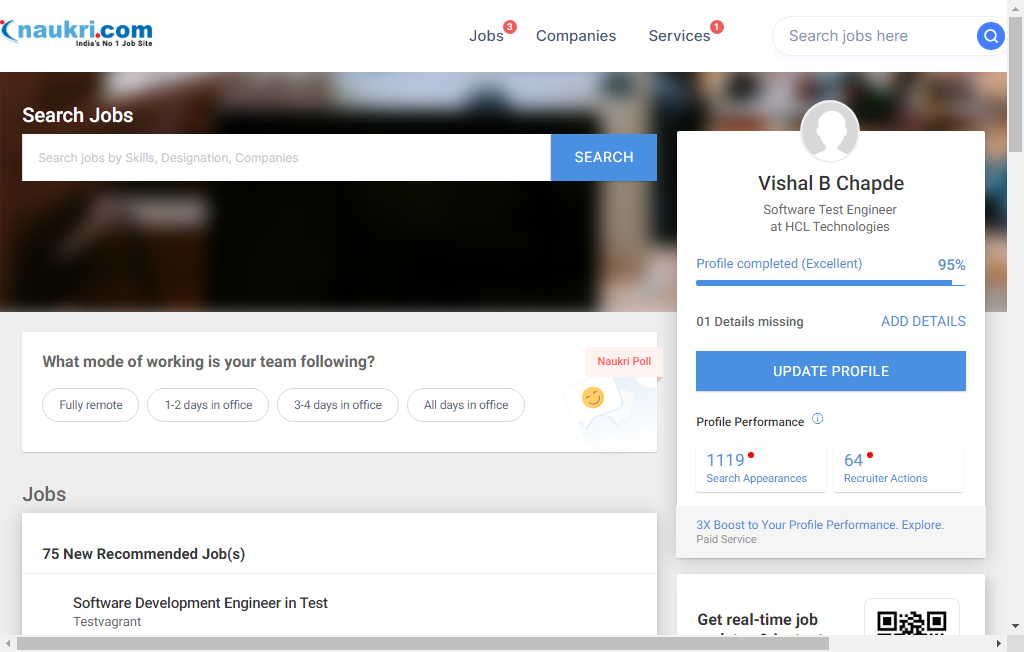 naukri.com
India's No 1 Job Site
Jobs 3
Companies
Services 1
Search jobs here
Search Jobs
Search jobs by Skills, Designation, Companies
SEARCH
Vishal B Chapde
Software Test Engineer
at HCL Technologies
Profile completed (Excellent) 95%
01 Details missing ADD DETAILS
UPDATE PROFILE
Profile Performance
1119
Search Appearances
64
Recruiter Actions
3X Boost to Your Profile Performance. Explore.
Paid Service
What mode of working is your team following?
Naukri Poll
Fully remote
1-2 days in office
3-4 days in office
All days in office
Jobs
75 New Recommended Job(s)
Software Development Engineer in Test
Testvagrant
Get real-time job